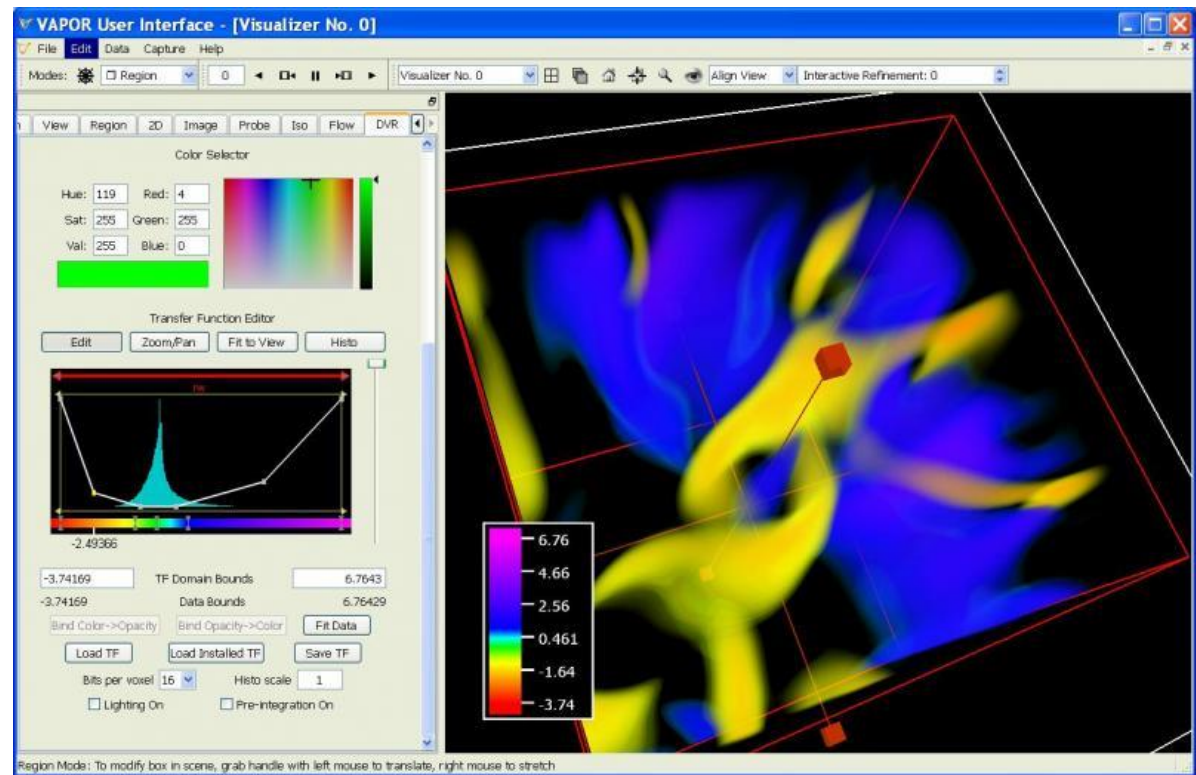 VAPOR User Interface - [Visualizer No. 0]
File Edit Data Capture Help
Modes: Region 0 Visualizer No. 0 Align View Interactive Refinement: 0
View Region 2D Image Probe Iso Flow DVR
Color Selector
Hue: 119 Red: 4
Sat: 255 Green: 255
Val: 255 Blue: 0
Transfer Function Editor
Edit Zoom/Pan Fit to View Histo
-2.49366
-3.74169 TF Domain Bounds 6.7643
-3.74169 Data Bounds 6.76429
Bind Color->Opacity Bind Opacity->Color Fit Data
Load TF Load Installed TF Save TF
Bits per voxel 16 Histo scale 1
Lighting On Pre-integration On
6.76
4.66
2.56
0.461
-1.64
-3.74
Region Mode: To modify box in scene, grab handle with left mouse to translate, right mouse to stretch